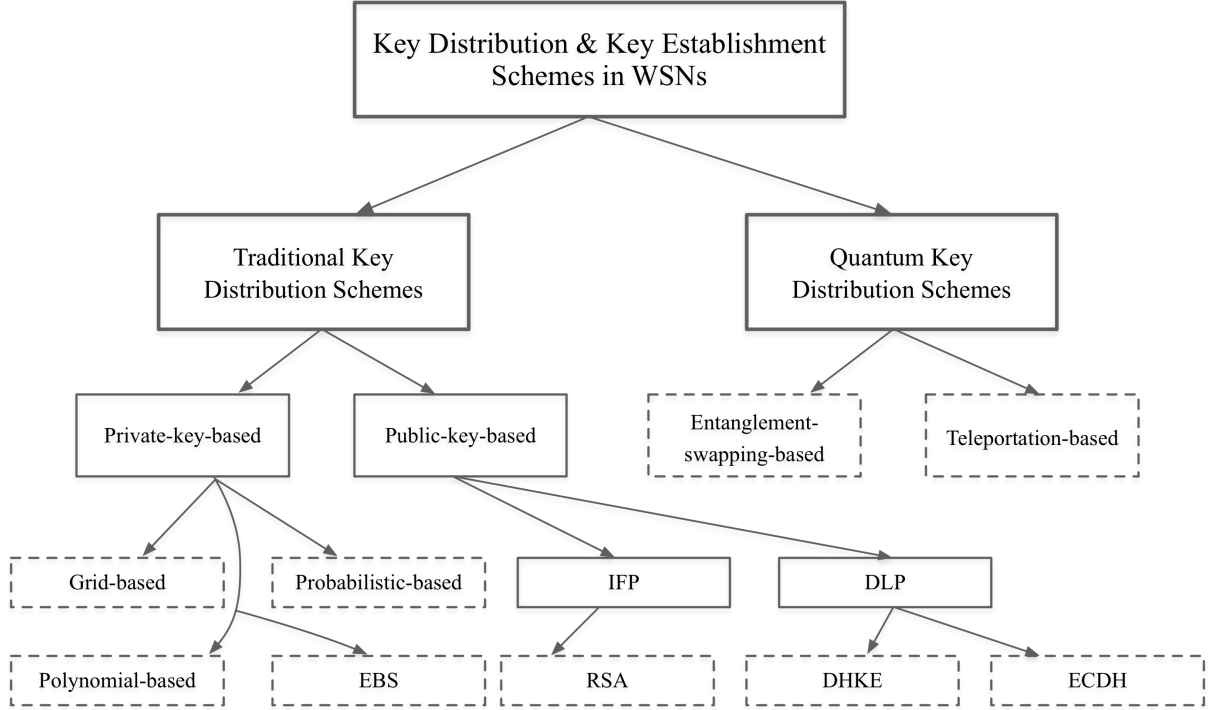 Key Distribution & Key Establishment
Schemes in WSNs
Traditional Key
Distribution Schemes
Quantum Key
Distribution Schemes
Private-key-based
Public-key-based
Entanglement-
swapping-based
Teleportation-based
Grid-based
Probabilistic-based
IFP
DLP
Polynomial-based
EBS
RSA
DHKE
ECDH